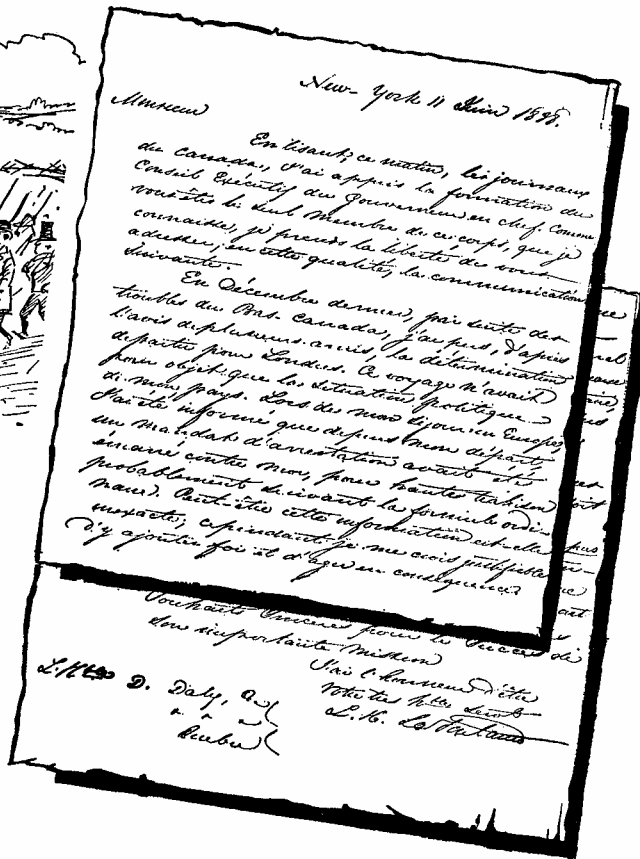 New-York 11 Juin 1838.
Monsieur
En lisant, ce matin, les journaux
du Canada, J'ai appris la formation du
Conseil Exécutif du Gouverneur en chef. Comme
vous êtes le seul membre de ce corps, que je
connaisse, je prends la liberté de vous
adresser, en cette qualité, la communication
suivante.
En Décembre dernier, par suite des
troubles du Bas-Canada, j'ai pris, d'après
l'avis de plusieurs amis, la détermination
de partir pour Londres. Ce voyage n'avait
pour objet que la situation politique
de mon pays. Lors de mon séjour en Europe,
J'ai été informé que depuis mon départ,
un mandat d'arrestation avait été
émané contre moi, pour haute trahison
probablement suivant la formule ordi-
naire. Peut-être cette information est-elle
inexacte, cependant je me crois justifiable
d'y ajouter foi et d'agir en conséquence
souhaits sincères pour le succès de
son importante mission
J'ai l'honneur d'être
Votre très hble servt
L. H. LaFontaine
D. Daly,
Quebec